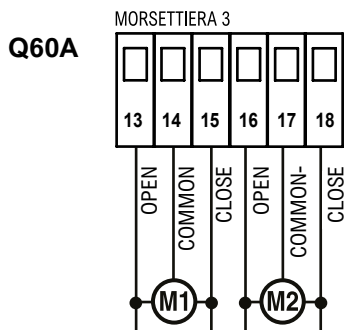 MORSETTIERA 3
Q60A
13 14 15 16 17 18
OPEN
COMMON
CLOSE
OPEN
COMMON-
CLOSE
M1 M2